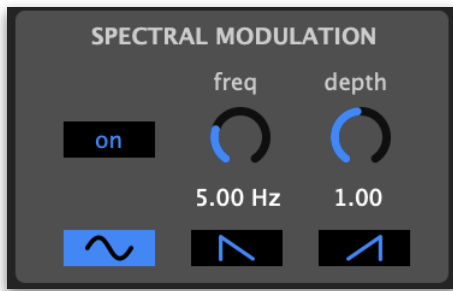 SPECTRAL MODULATION
freq depth
on
5.00 Hz 1.00